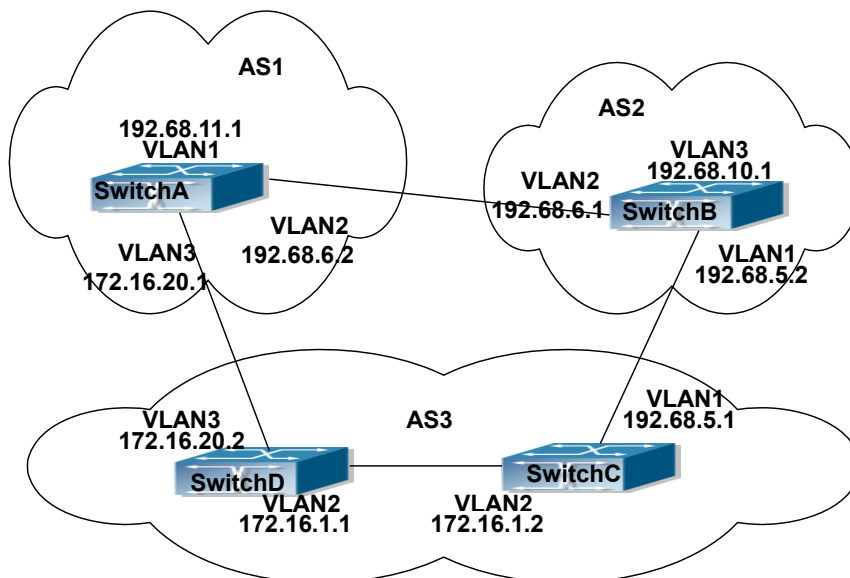 AS1
192.68.11.1
VLAN1
SwitchA
VLAN2
192.68.6.2
VLAN3
172.16.20.1
AS2
VLAN3
192.68.10.1
VLAN2
192.68.6.1
SwitchB
VLAN1
192.68.5.2
AS3
VLAN3
172.16.20.2
SwitchD
VLAN2
172.16.1.1
VLAN1
192.68.5.1
SwitchC
VLAN2
172.16.1.2